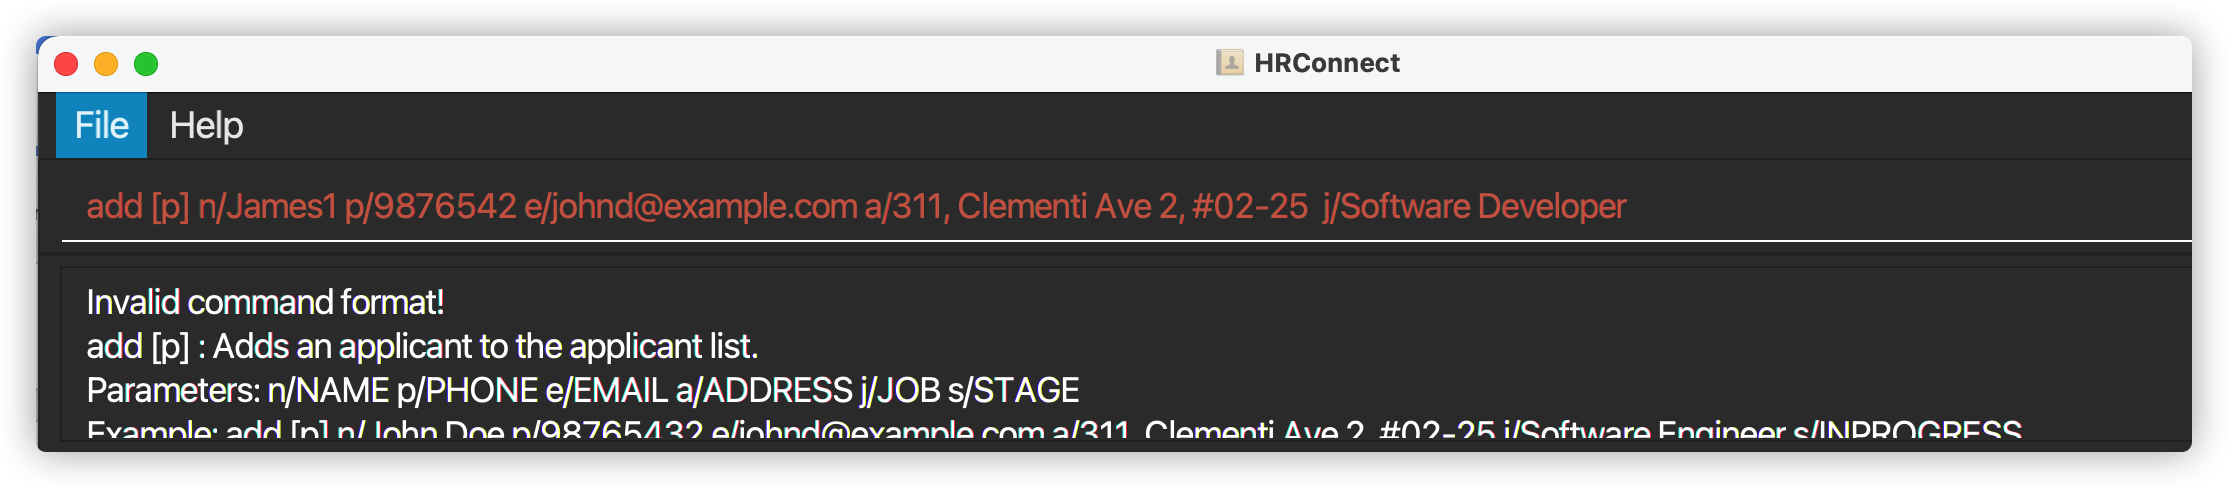 HRConnect
File Help
add [p] n/James1 p/9876542 e/johnd@example.com a/311, Clementi Ave 2, #02-25  j/Software Developer
Invalid command format!
add [p] : Adds an applicant to the applicant list.
Parameters: n/NAME p/PHONE e/EMAIL a/ADDRESS j/JOB s/STAGE
Example: add [p] n/John Doe p/98765432 e/johnd@example.com a/311, Clementi Ave 2, #02-25 j/Software Engineer s/INPROGRESS